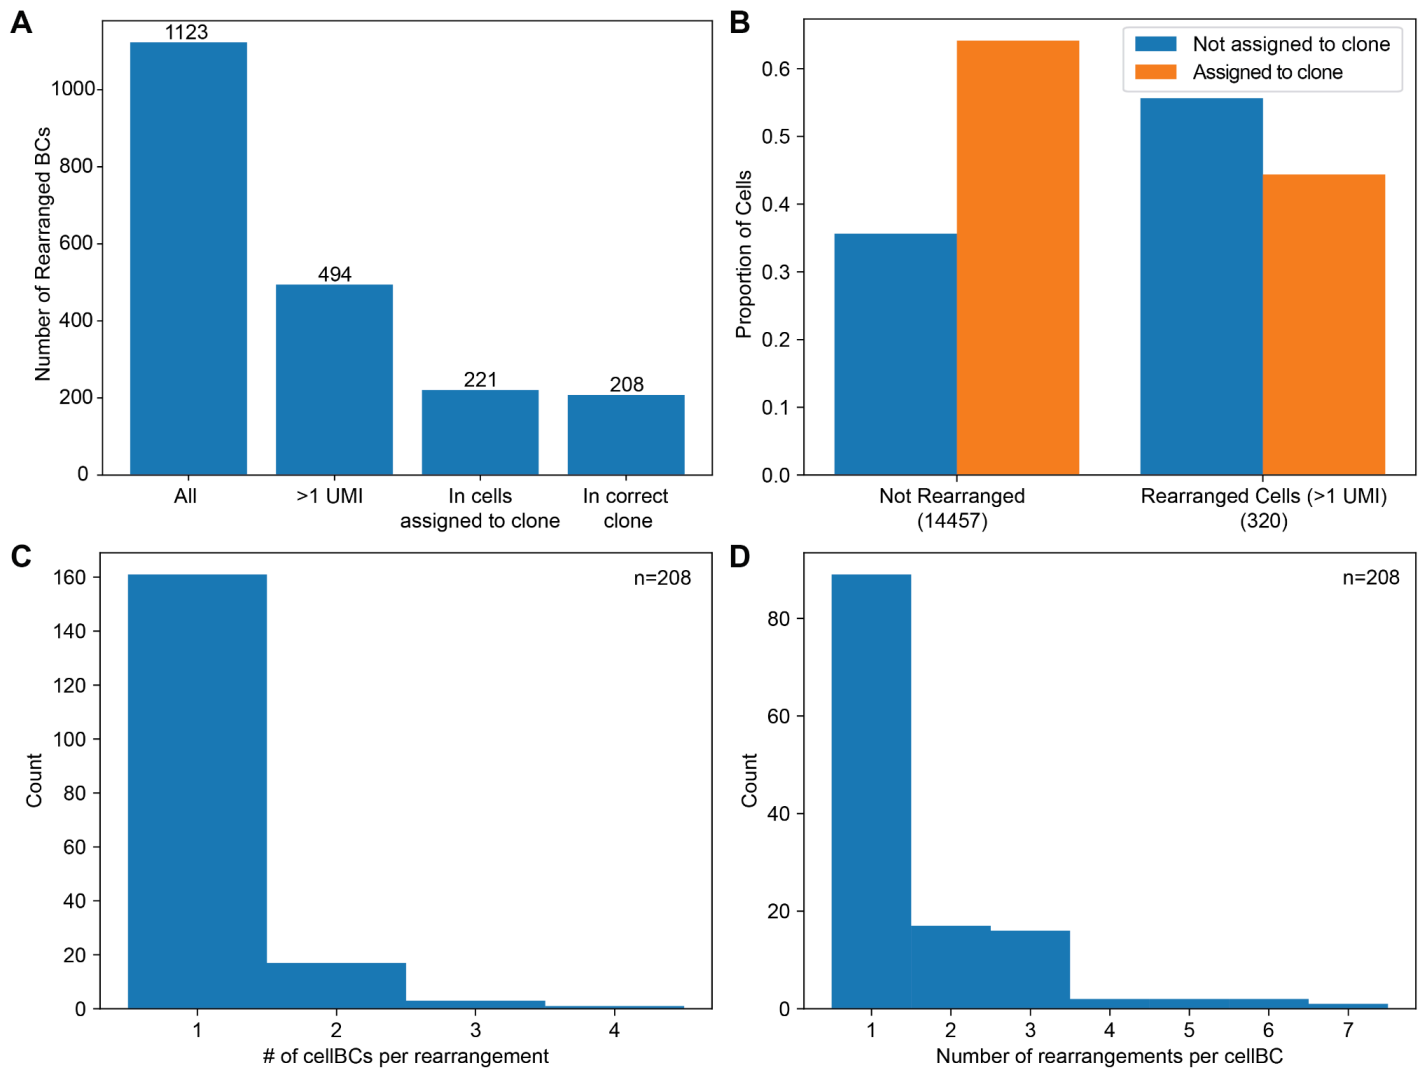 A
1123
494
221
208
1000
800
600
400
200
0
Number of Rearranged BCs
All
>1 UMI
In cells
assigned to clone
In correct
clone
B
Not assigned to clone
Assigned to clone
0.6
0.5
0.4
0.3
0.2
0.1
0.0
Proportion of Cells
Not Rearranged
(14457)
Rearranged Cells (>1 UMI)
(320)
C
n=208
160
140
120
100
80
60
40
20
0
Count
1 2 3 4
# of cellBCs per rearrangement
D
n=208
80
60
40
20
0
Count
1 2 3 4 5 6 7
Number of rearrangements per cellBC